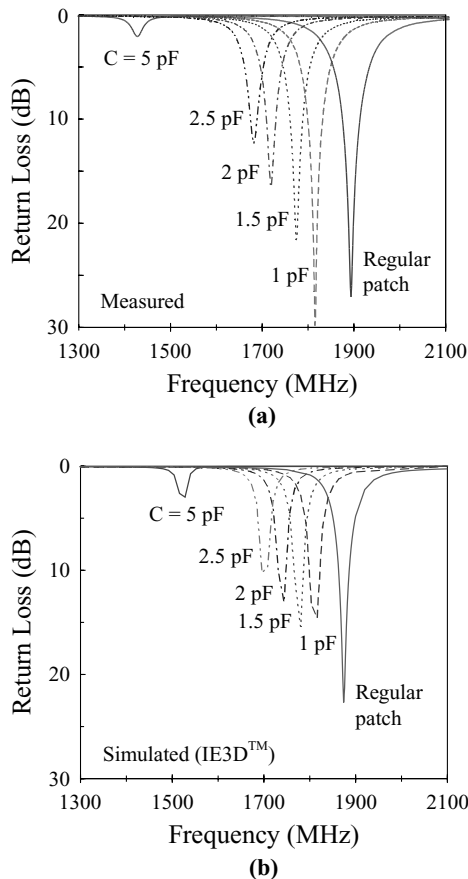 0
C = 5 pF
2.5 pF
10
2 pF
1.5 pF
20
1 pF
Regular
patch
Measured
30
1300 1500 1700 1900 2100
Return Loss (dB)
Frequency (MHz)
(a)
0
C = 5 pF
2.5 pF
10
2 pF
1.5 pF
1 pF
20
Regular
patch
Simulated (IE3D™)
30
1300 1500 1700 1900 2100
Return Loss (dB)
Frequency (MHz)
(b)